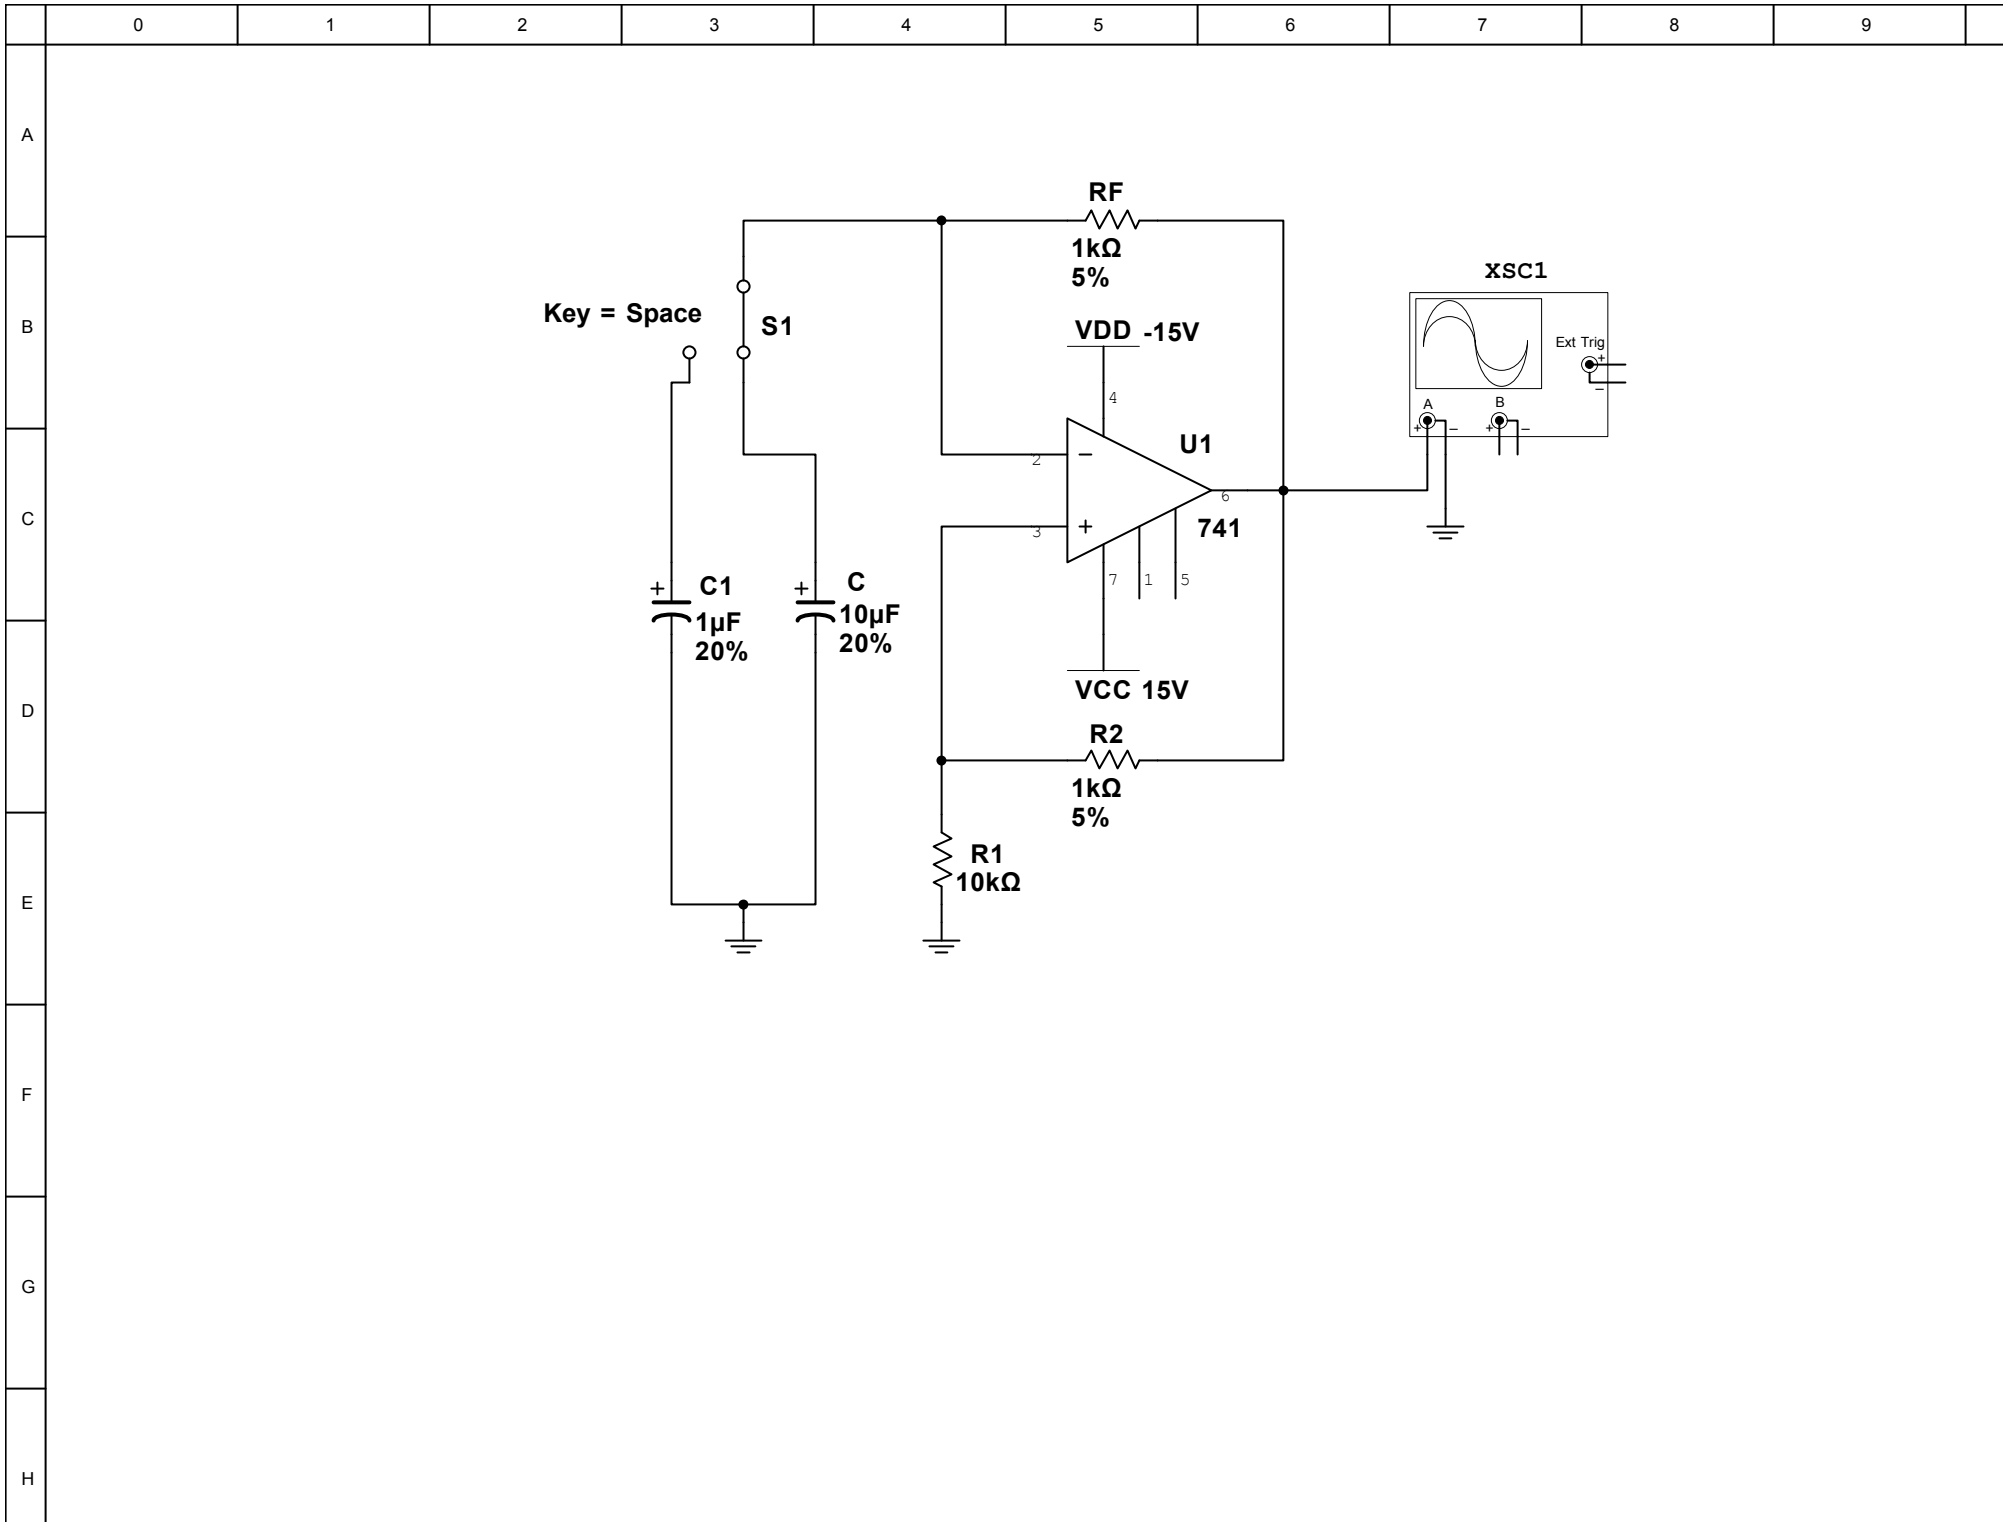 0 1 2 3 4 5 6 7 8 9
A
B
C
D
E
F
G
H
RF
1kΩ
5%
XSC1
Key = Space
S1
VDD -15V
Ext Trig
+
−
A
B
+ − + −
4
U1
2 −
6
3 +
741
7 1 5
+ C1
1µF
20%
+ C
10µF
20%
VCC 15V
R2
1kΩ
5%
R1
10kΩ